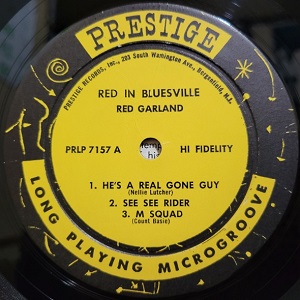 PRESTIGE
PRESTIGE RECORDS, INC., 203 South Washington Ave., Bergenfield, N.J.
RED IN BLUESVILLE
RED GARLAND
PRLP 7157 A
HI FIDELITY
1. HE'S A REAL GONE GUY
(Nellie Lutcher)
2. SEE SEE RIDER
3. M SQUAD
(Count Basie)
LONG PLAYING MICROGROOVE